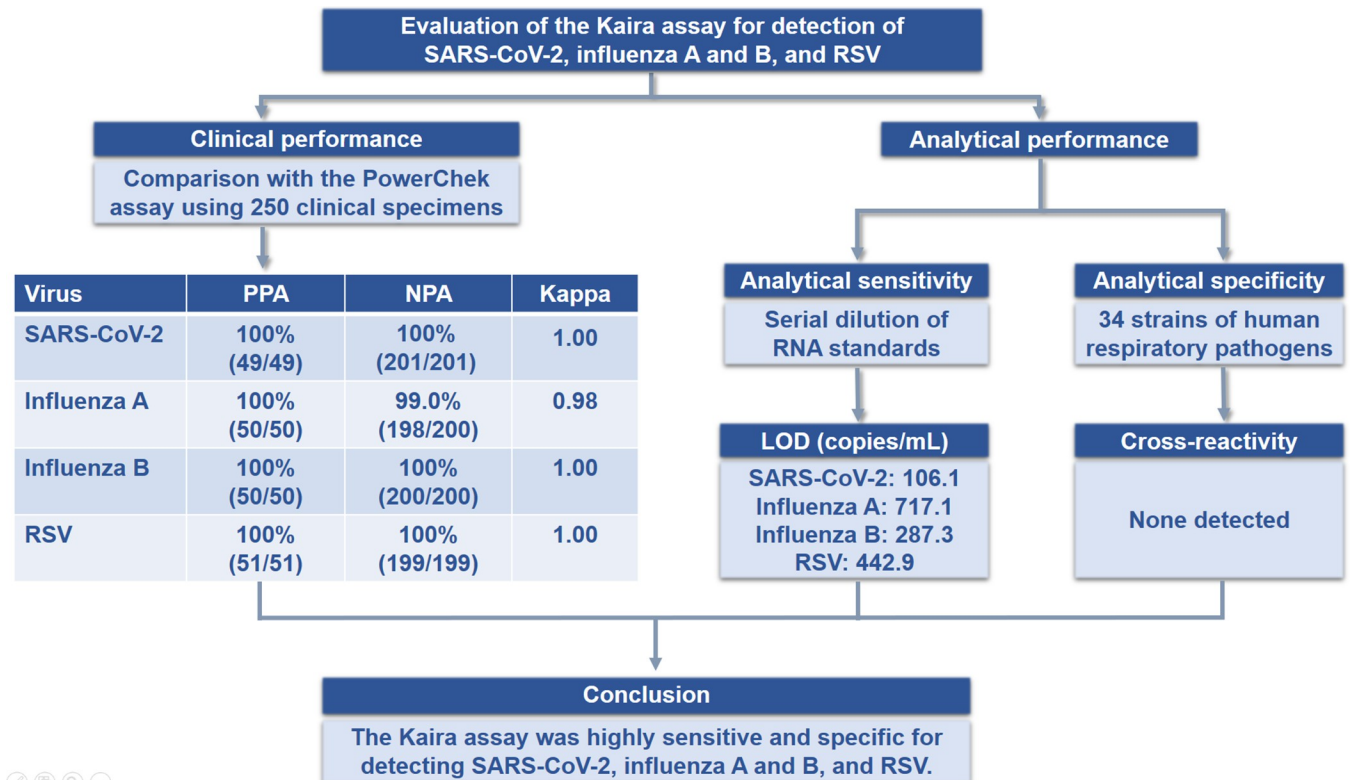 Evaluation of the Kaira assay for detection of
SARS-CoV-2, influenza A and B, and RSV
Clinical performance
Comparison with the PowerChek
assay using 250 clinical specimens
Virus PPA NPA Kappa
SARS-CoV-2 100% (49/49) 100% (201/201) 1.00
Influenza A 100% (50/50) 99.0% (198/200) 0.98
Influenza B 100% (50/50) 100% (200/200) 1.00
RSV 100% (51/51) 100% (199/199) 1.00
Analytical performance
Analytical sensitivity
Serial dilution of
RNA standards
LOD (copies/mL)
SARS-CoV-2: 106.1
Influenza A: 717.1
Influenza B: 287.3
RSV: 442.9
Analytical specificity
34 strains of human
respiratory pathogens
Cross-reactivity
None detected
Conclusion
The Kaira assay was highly sensitive and specific for
detecting SARS-CoV-2, influenza A and B, and RSV.